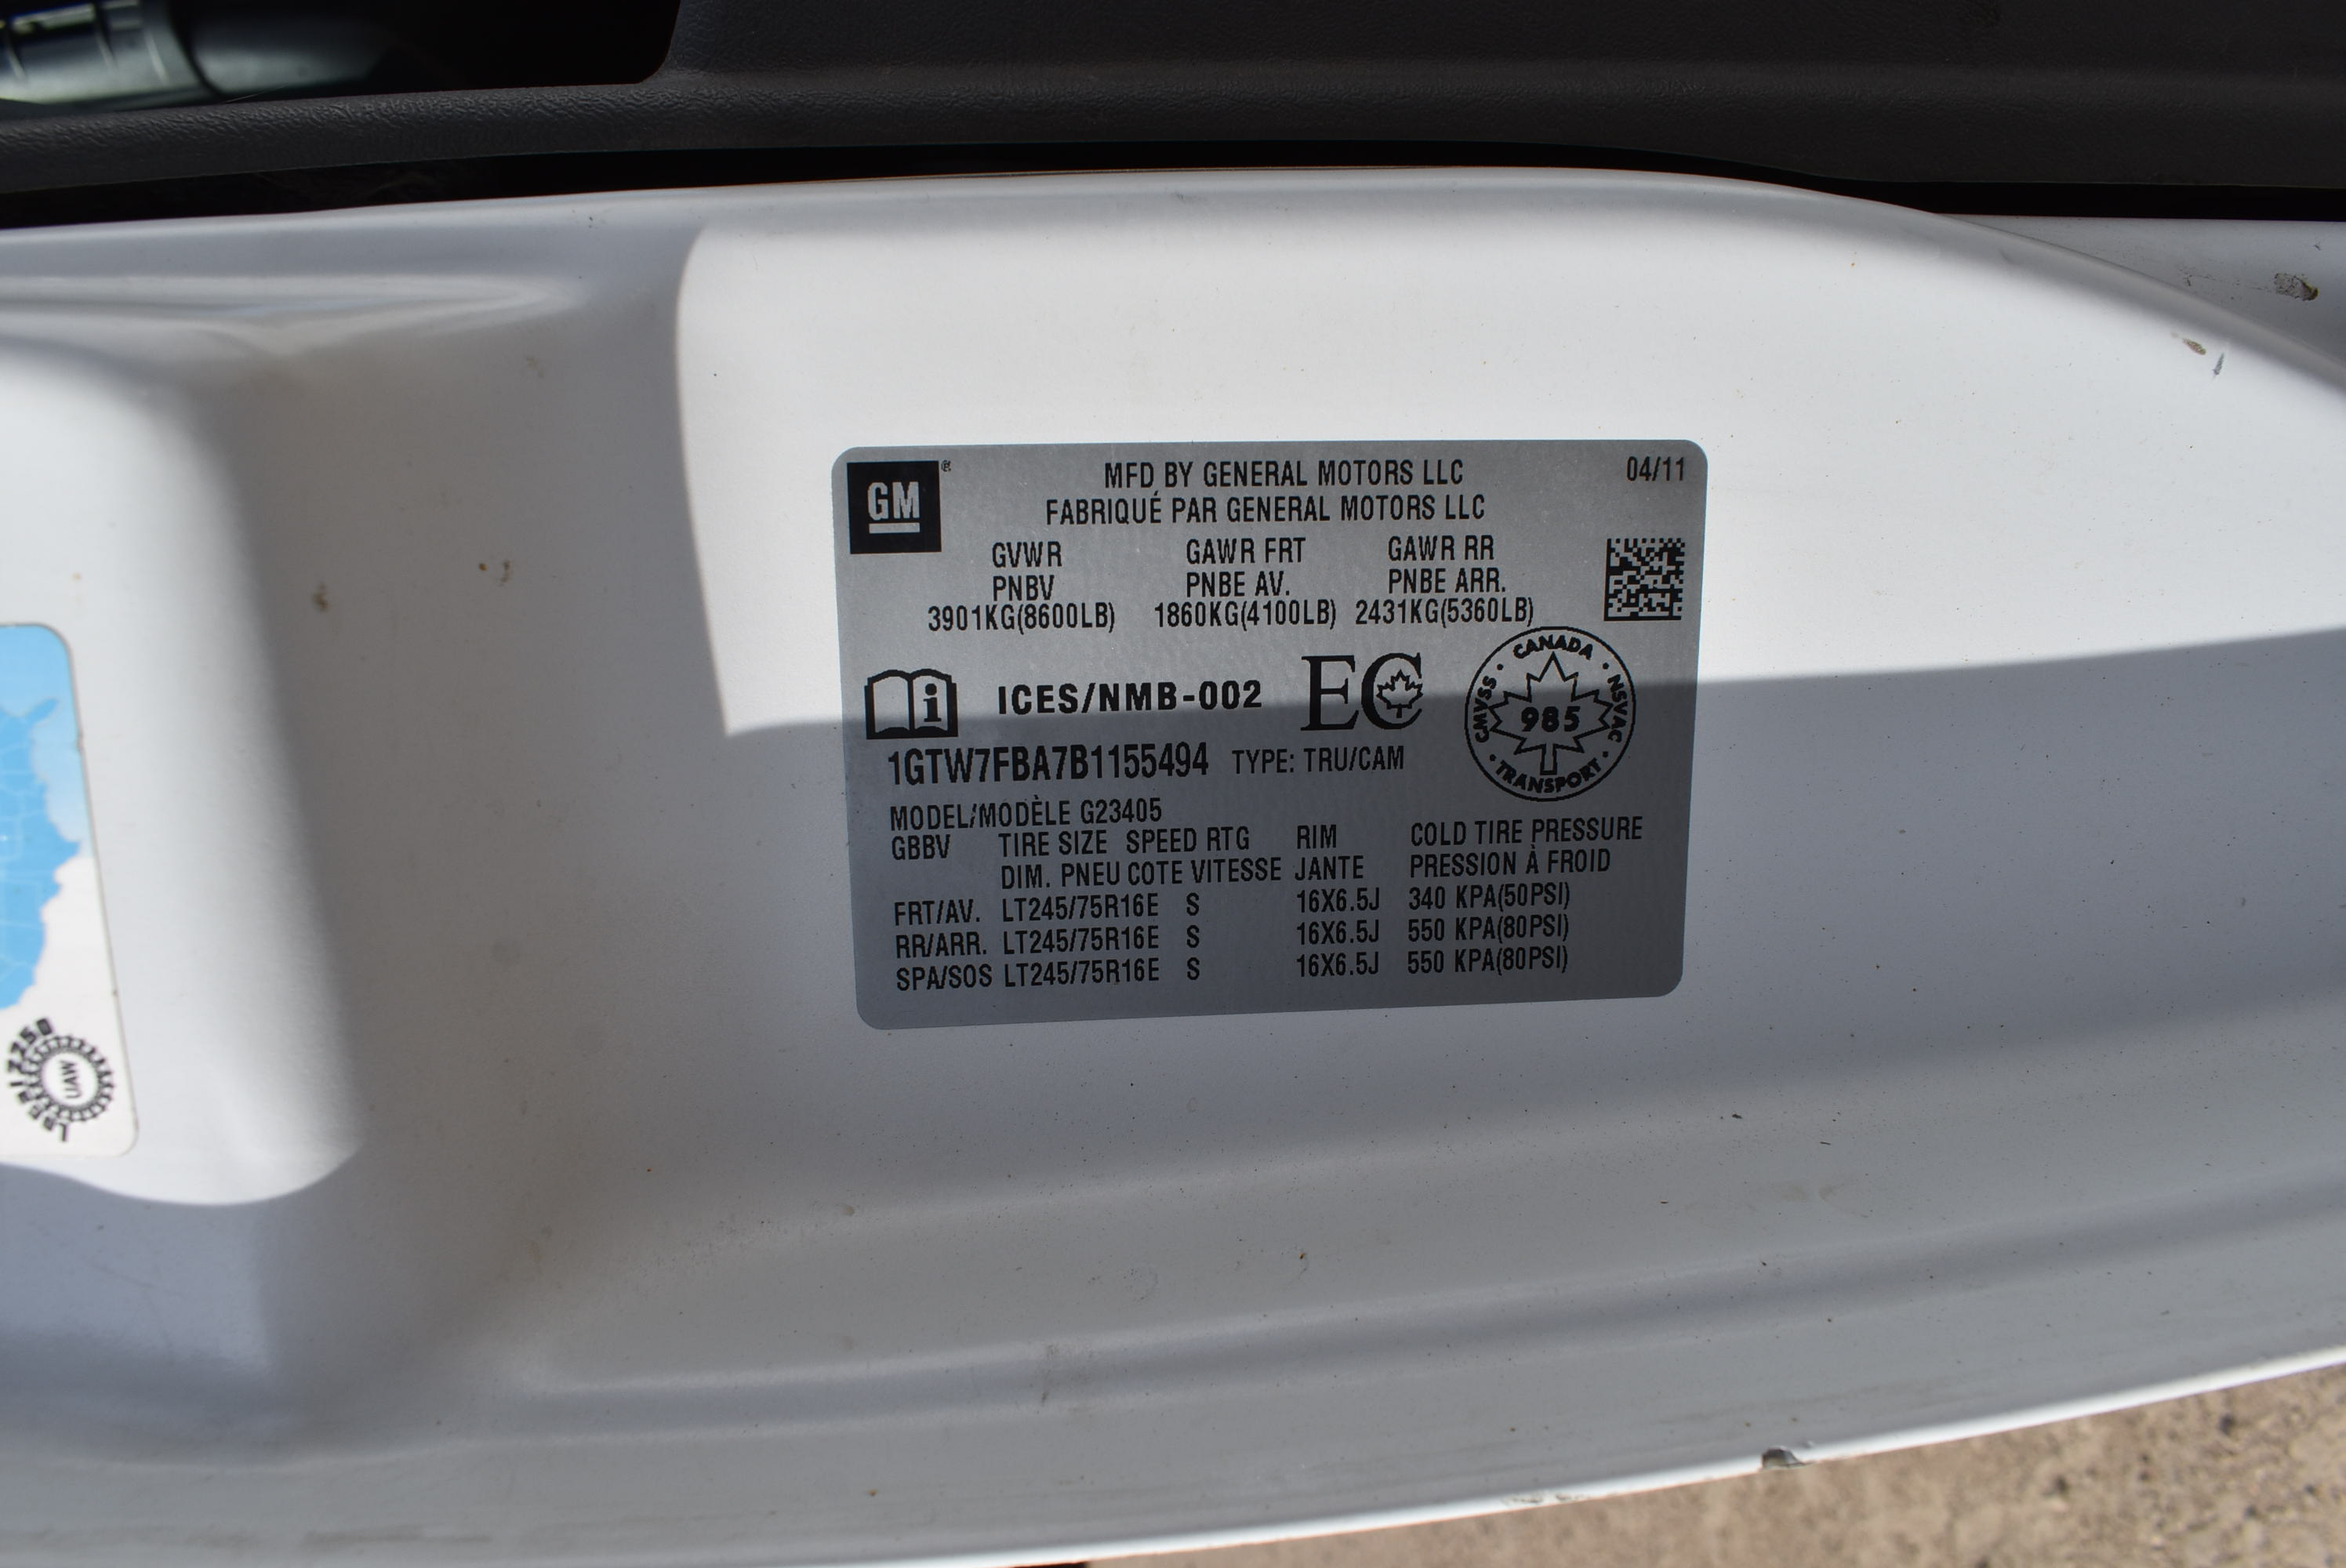 GM
MFD BY GENERAL MOTORS LLC 04/11
FABRIQUÉ PAR GENERAL MOTORS LLC
GVWR GAWR FRT GAWR RR
PNBV PNBE AV. PNBE ARR.
3901KG(8600LB) 1860KG(4100LB) 2431KG(5360LB)
ICES/NMB-002 EC
CANADA
CMVSS NSVAC
985
TRANSPORT
1GTW7FBA7B1155494 TYPE: TRU/CAM
MODEL/MODÈLE G23405
GBBV TIRE SIZE SPEED RTG RIM COLD TIRE PRESSURE
DIM. PNEU COTE VITESSE JANTE PRESSION À FROID
FRT/AV. LT245/75R16E S 16X6.5J 340 KPA(50PSI)
RR/ARR. LT245/75R16E S 16X6.5J 550 KPA(80PSI)
SPA/SOS LT245/75R16E S 16X6.5J 550 KPA(80PSI)
UAW